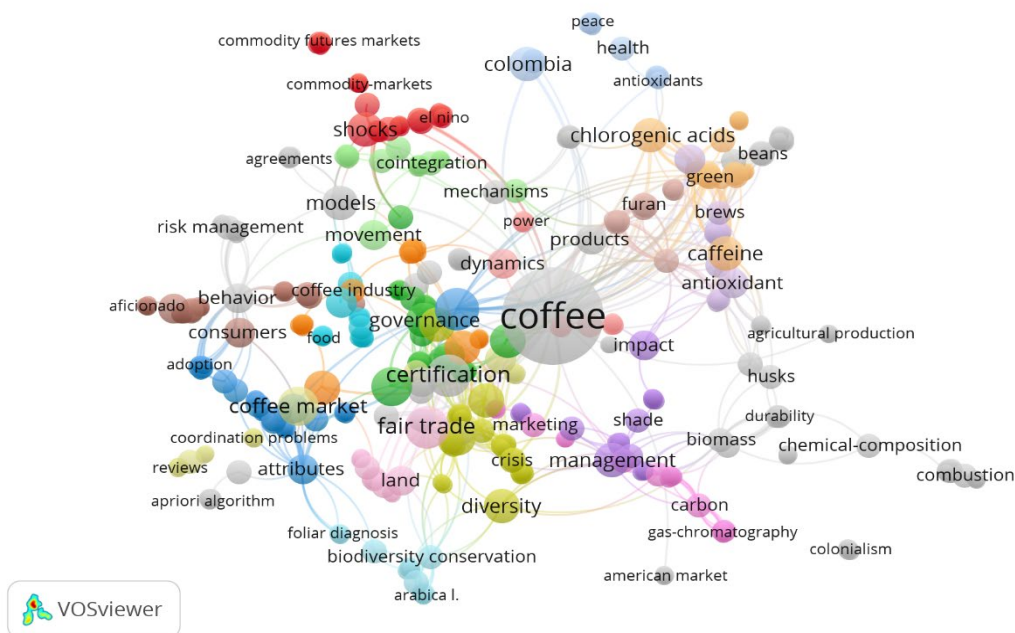 peace
commodity futures markets
health
colombia
antioxidants
commodity-markets
el nino
shocks
chlorogenic acids
agreements
cointegration
beans
green
mechanisms
models
furan
brews
power
risk management
movement
products
caffeine
dynamics
antioxidant
coffee industry
behavior
aficionado
governance
coffee
consumers
food
impact
agricultural production
adoption
certification
husks
coffee market
fair trade
marketing
shade
durability
coordination problems
biomass
chemical-composition
reviews
attributes
crisis
management
combustion
land
apriori algorithm
diversity
carbon
foliar diagnosis
gas-chromatography
biodiversity conservation
colonialism
american market
arabica l.
VOSviewer